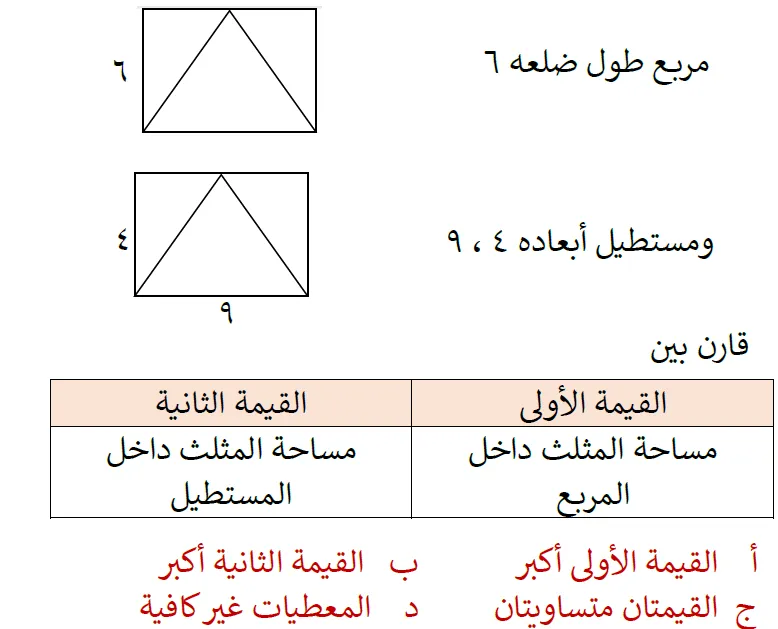 مربع طول ضلعه ٦
٦
ومستطيل أبعاده ٤ ، ٩
٤
٩
قارن بين
القيمة الأولى القيمة الثانية
مساحة المثلث داخل المربع مساحة المثلث داخل المستطيل
أ القيمة الأولى أكبر ب القيمة الثانية أكبر
ج القيمتان متساويتان د المعطيات غير كافية